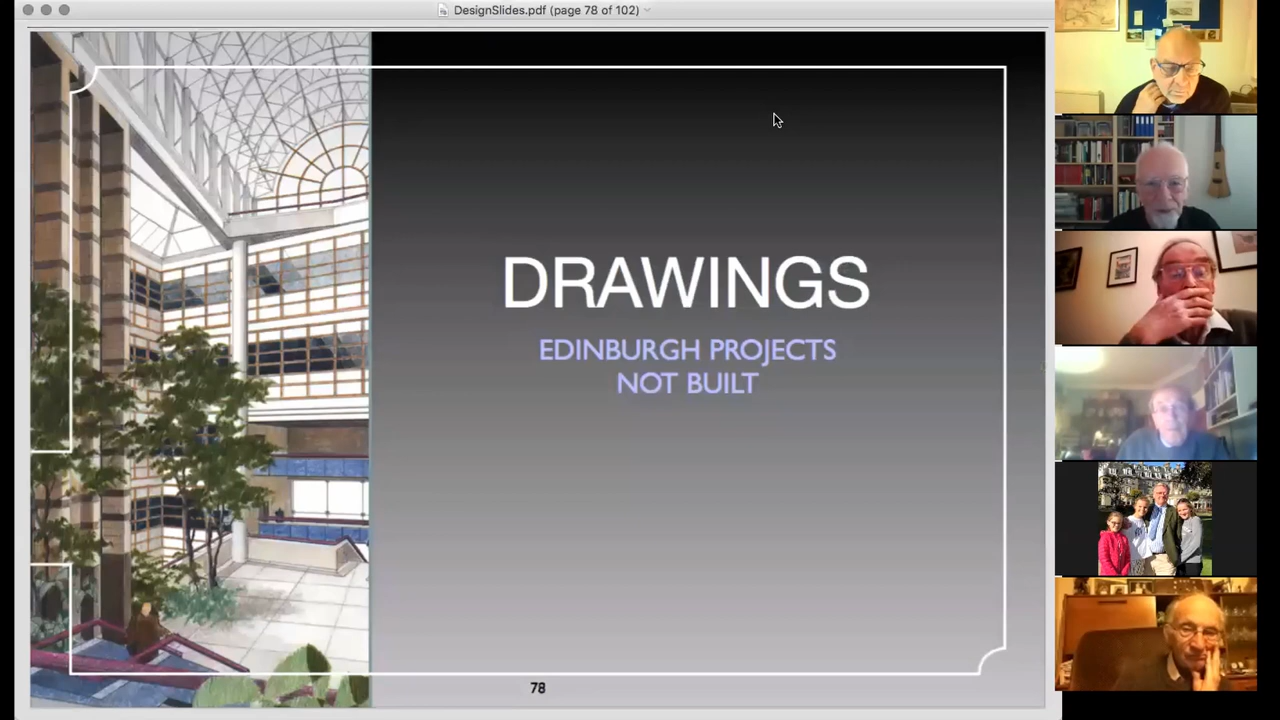 DesignSlides.pdf (page 78 of 102)
DRAWINGS
EDINBURGH PROJECTS
NOT BUILT
78